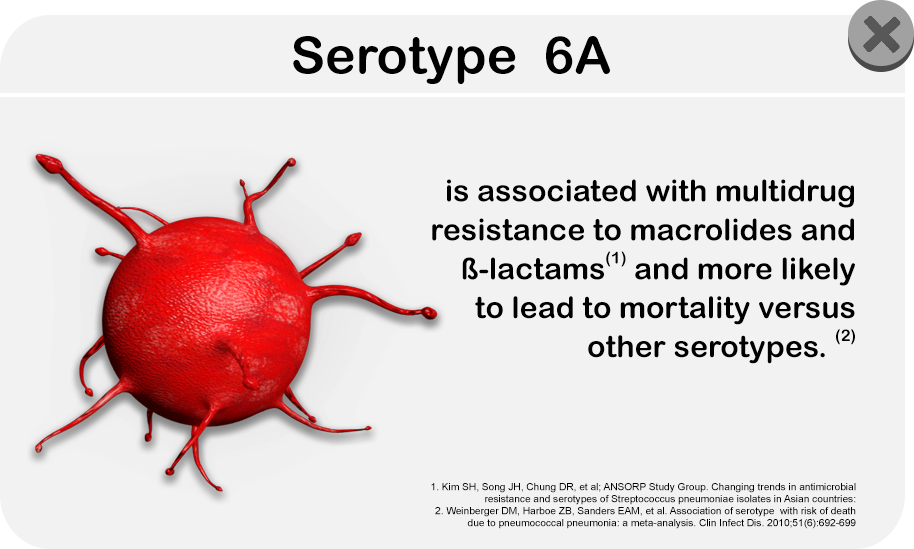 Serotype 6A
is associated with multidrug
resistance to macrolides and
ß-lactams(1) and more likely
to lead to mortality versus
other serotypes. (2)
1. Kim SH, Song JH, Chung DR, et al; ANSORP Study Group. Changing trends in antimicrobial
resistance and serotypes of Streptococcus pneumoniae isolates in Asian countries:
2. Weinberger DM, Harboe ZB, Sanders EAM, et al. Association of serotype with risk of death
due to pneumococcal pneumonia: a meta-analysis. Clin Infect Dis. 2010;51(6):692-699